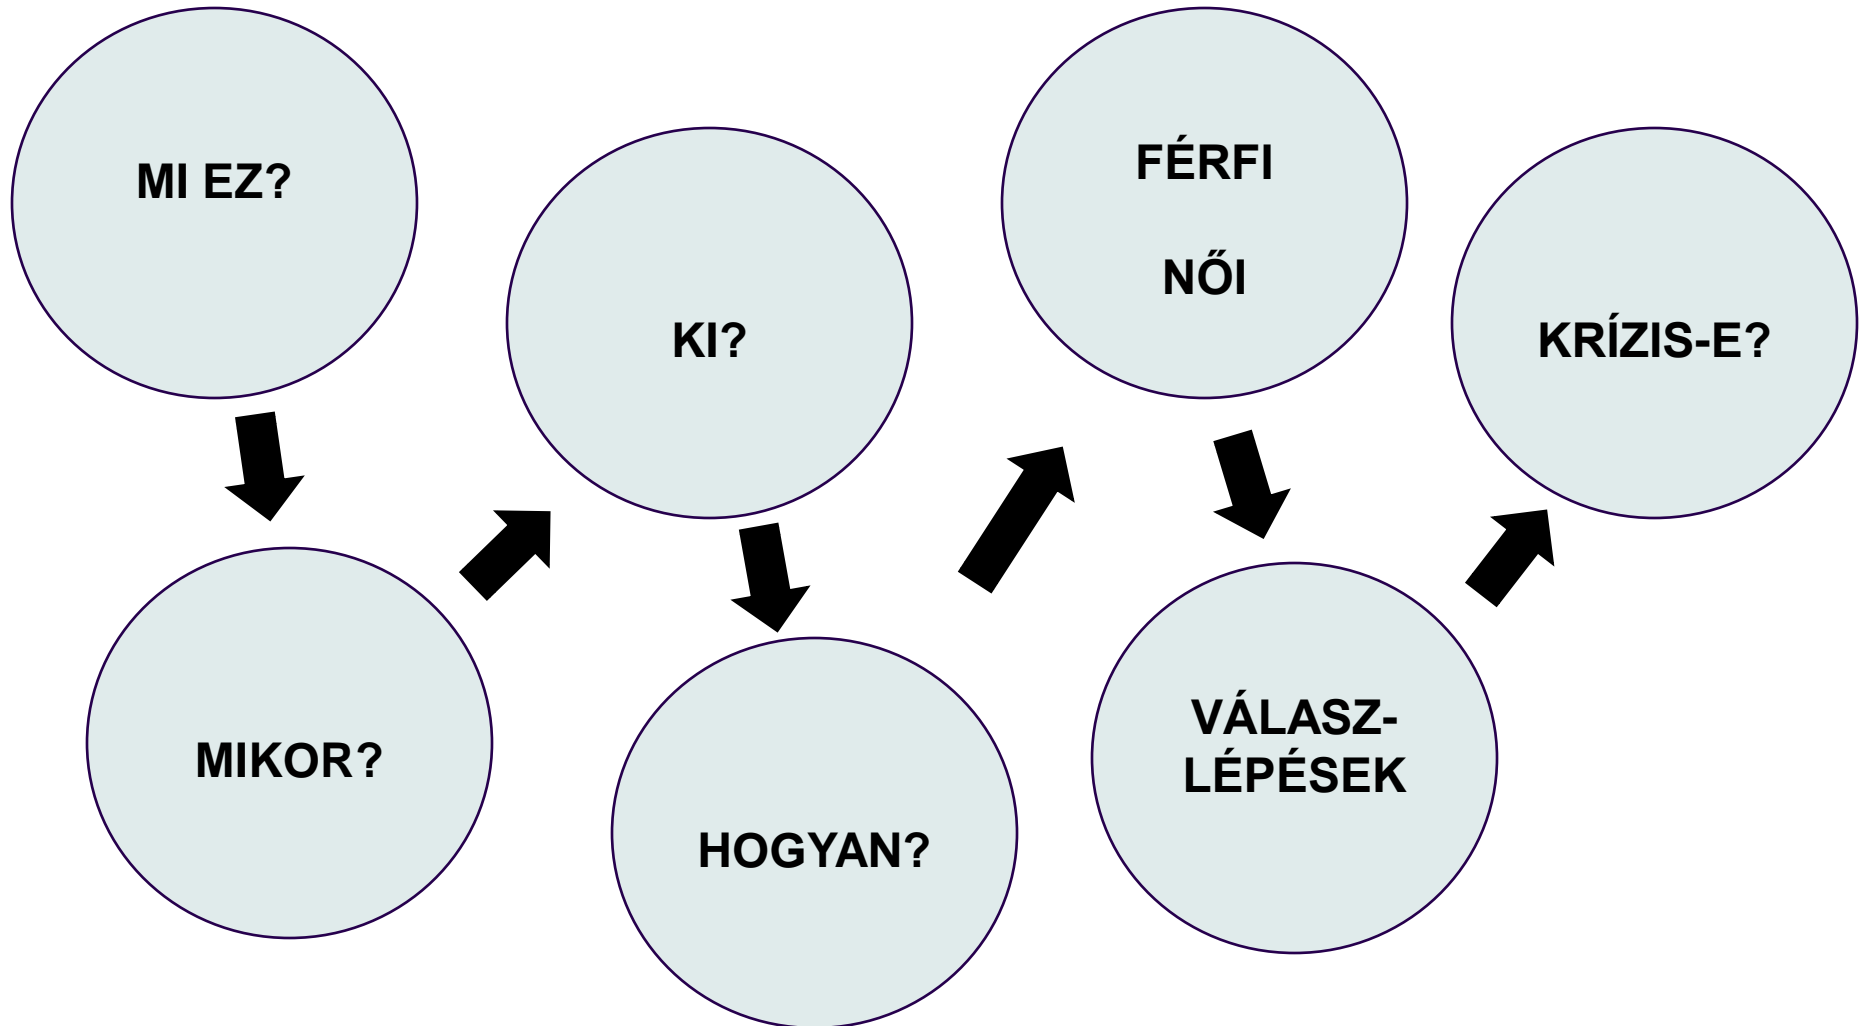 MI EZ?
MIKOR?
KI?
HOGYAN?
FÉRFI
NŐI
VÁLASZ-
LÉPÉSEK
KRÍZIS-E?